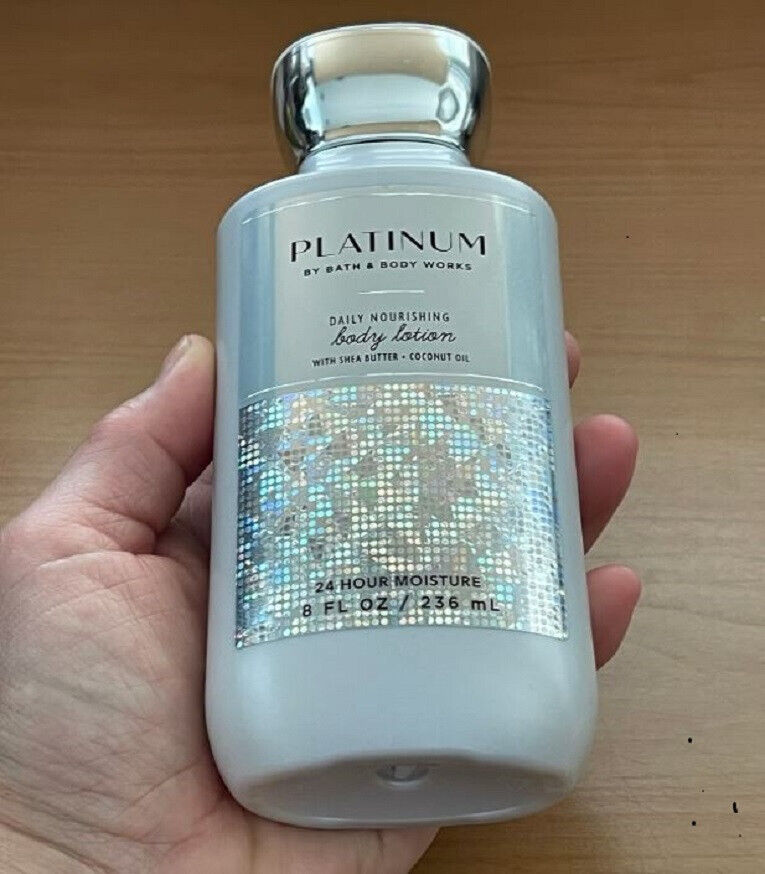 PLATINUM
BY BATH & BODY WORKS
DAILY NOURISHING
body lotion
WITH SHEA BUTTER • COCONUT OIL
24 HOUR MOISTURE
8 FL OZ / 236 mL